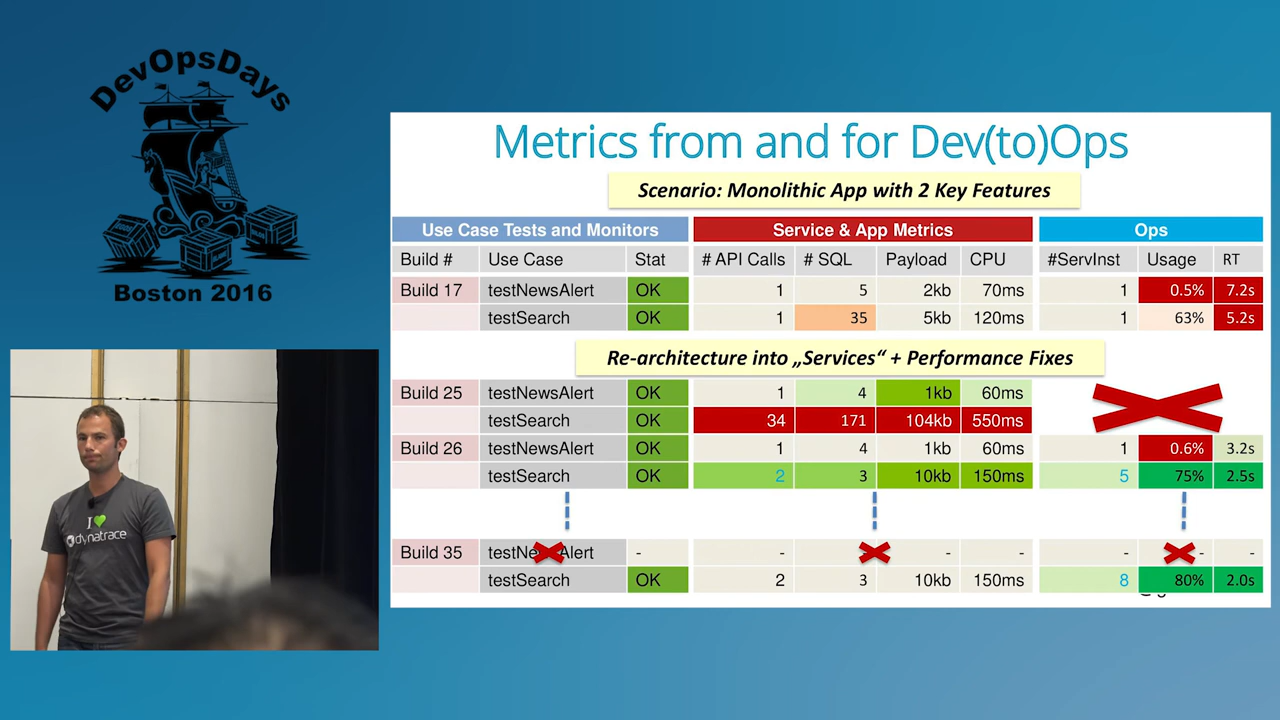 DevOpsDays
Boston 2016
I
dynatrace
Metrics from and for Dev(to)Ops
Scenario: Monolithic App with 2 Key Features
Use Case Tests and Monitors Service & App Metrics Ops
Build # Use Case Stat # API Calls # SQL Payload CPU #ServInst Usage RT
Build 17 testNewsAlert OK 1 5 2kb 70ms 1 0.5% 7.2s
testSearch OK 1 35 5kb 120ms 1 63% 5.2s
Re-architecture into „Services“ + Performance Fixes
Build 25 testNewsAlert OK 1 4 1kb 60ms
testSearch OK 34 171 104kb 550ms
Build 26 testNewsAlert OK 1 4 1kb 60ms 1 0.6% 3.2s
testSearch OK 2 3 10kb 150ms 5 75% 2.5s
Build 35 testNewsAlert - - - - - - - -
testSearch OK 2 3 10kb 150ms 8 80% 2.0s